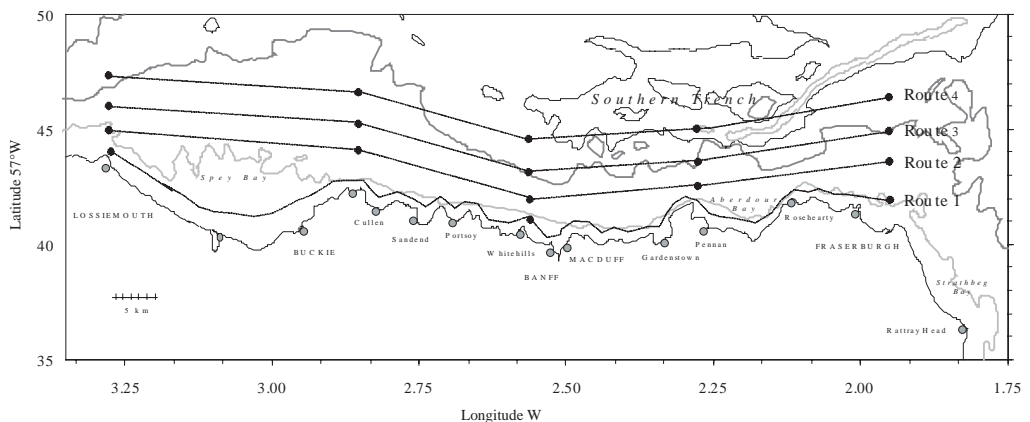 50
Southern Trench
Route 4
45
Route 3
Spey Bay
Route 2
Aberdour
Bay
Route 1
LOSSIEMOUTH
Cullen
Rosehearty
Sandend
Portsoy
Pennan
40
BUCKIE
Whitehills
MACDUFF
Gardenstown
FRASERBURGH
BANFF
Strathbeg
Bay
5 km
Rattray Head
35
3.25 3.00 2.75 2.50 2.25 2.00 1.75
Longitude W
Latitude 57°W